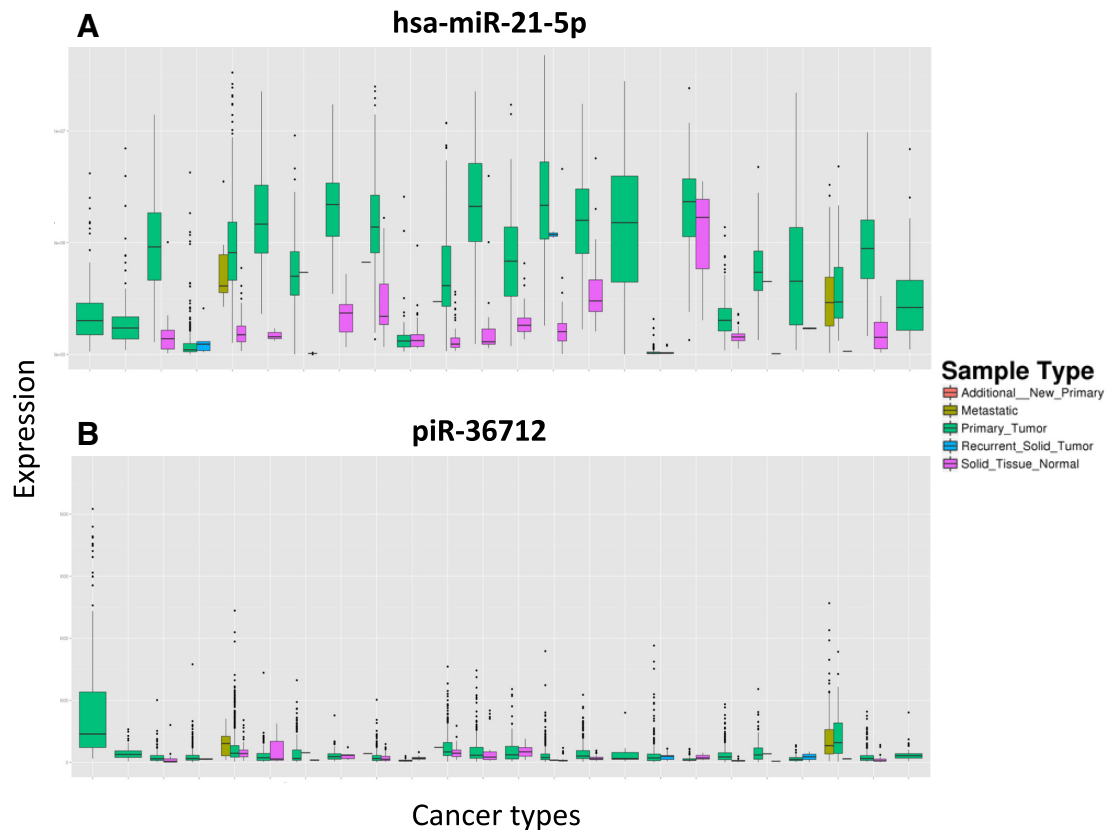 A
hsa-miR-21-5p
Expression
Sample Type
Additional__New_Primary
Metastatic
Primary_Tumor
Recurrent_Solid_Tumor
Solid_Tissue_Normal
B
piR-36712
Cancer types